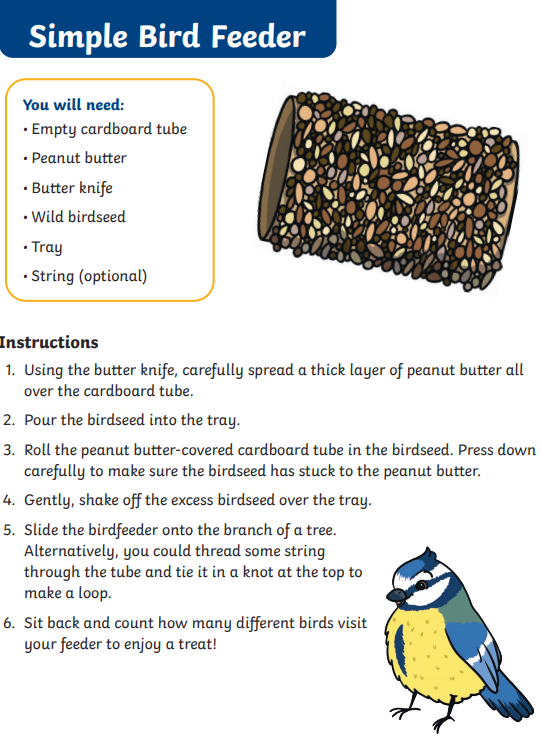 Simple Bird Feeder
You will need:
• Empty cardboard tube
• Peanut butter
• Butter knife
• Wild birdseed
• Tray
• String (optional)
Instructions
1. Using the butter knife, carefully spread a thick layer of peanut butter all
over the cardboard tube.
2. Pour the birdseed into the tray.
3. Roll the peanut butter-covered cardboard tube in the birdseed. Press down
carefully to make sure the birdseed has stuck to the peanut butter.
4. Gently, shake off the excess birdseed over the tray.
5. Slide the birdfeeder onto the branch of a tree.
Alternatively, you could thread some string
through the tube and tie it in a knot at the top to
make a loop.
6. Sit back and count how many different birds visit
your feeder to enjoy a treat!